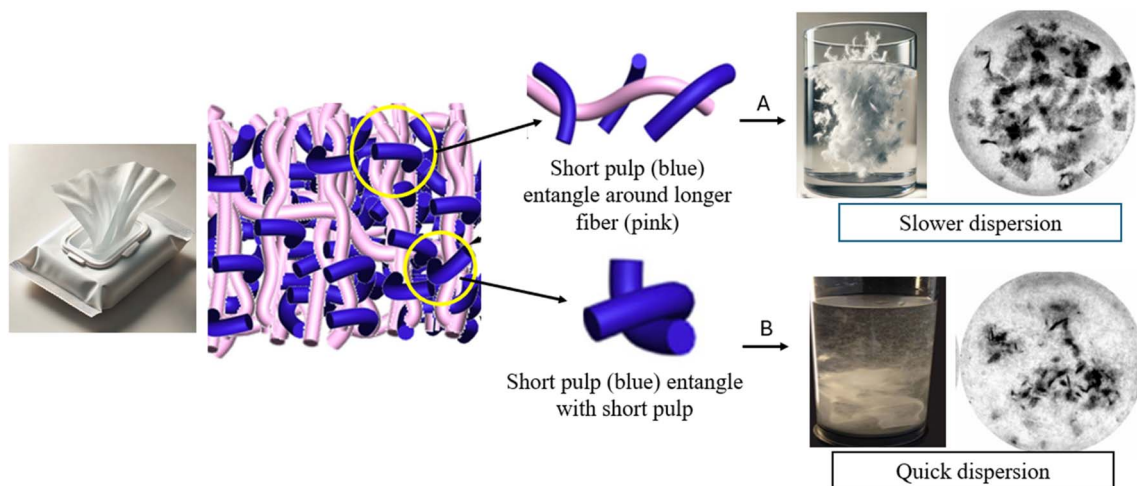 A
Short pulp (blue)
entangle around longer
fiber (pink)
Slower dispersion
B
Short pulp (blue) entangle
with short pulp
Quick dispersion